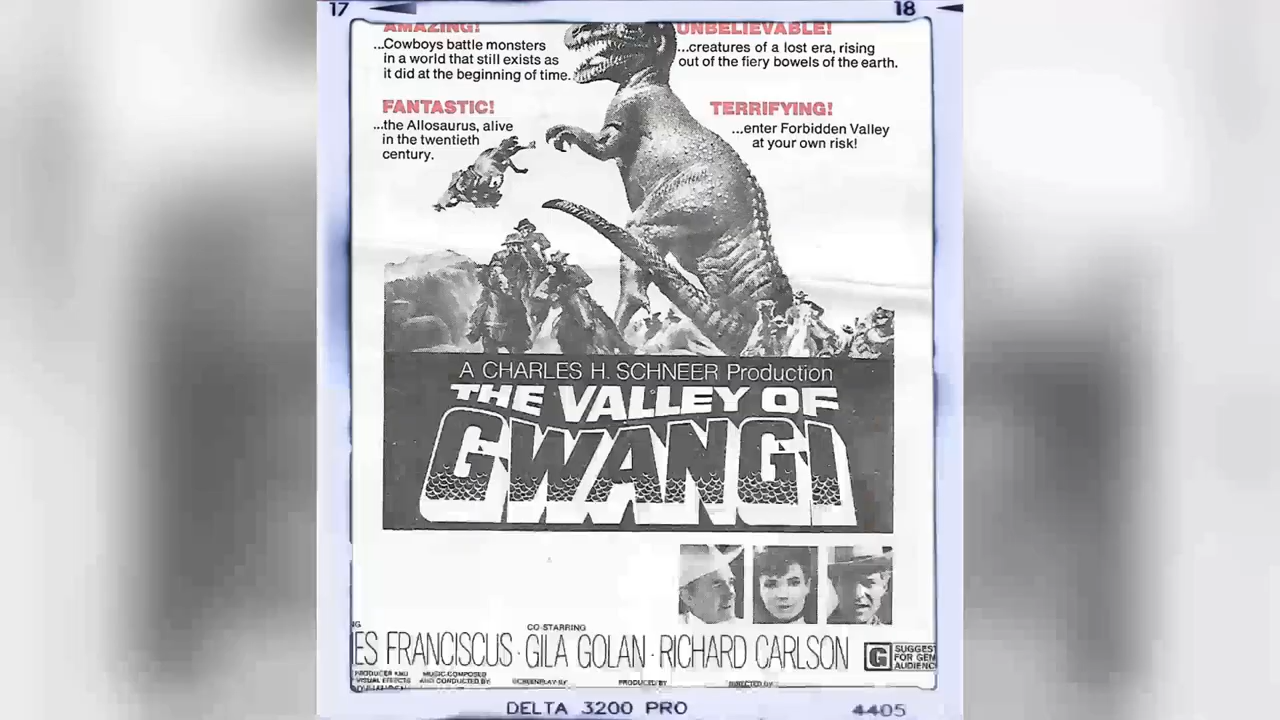 17
18
AMAZING!
...Cowboys battle monsters
in a world that still exists as
it did at the beginning of time.
UNBELIEVABLE!
...creatures of a lost era, rising
out of the fiery bowels of the earth.
FANTASTIC!
...the Allosaurus, alive
in the twentieth
century.
TERRIFYING!
...enter Forbidden Valley
at your own risk!
A CHARLES H. SCHNEER Production
THE VALLEY OF
GWANGI
CO-STARRING
ES FRANCISCUS · GILA GOLAN · RICHARD CARLSON
G
SUGGEST
FOR GEN
AUDIENC
PRODUCER AND
VISUAL EFFECTS
MUSIC COMPOSED
AND CONDUCTED BY
SCREENPLAY BY
PRODUCED BY
DIRECTED BY
DELTA 3200 PRO
4405